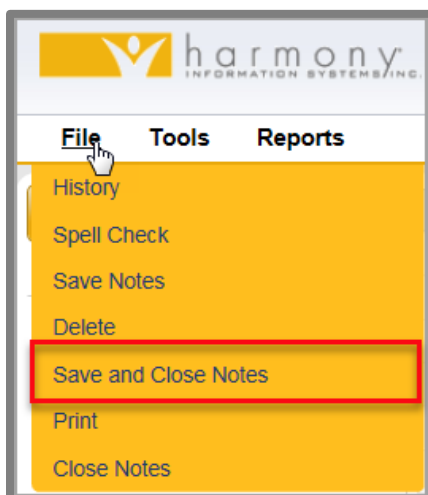 harmony
INFORMATION SYSTEMS, INC.
File Tools Reports
History
Spell Check
Save Notes
Delete
Save and Close Notes
Print
Close Notes